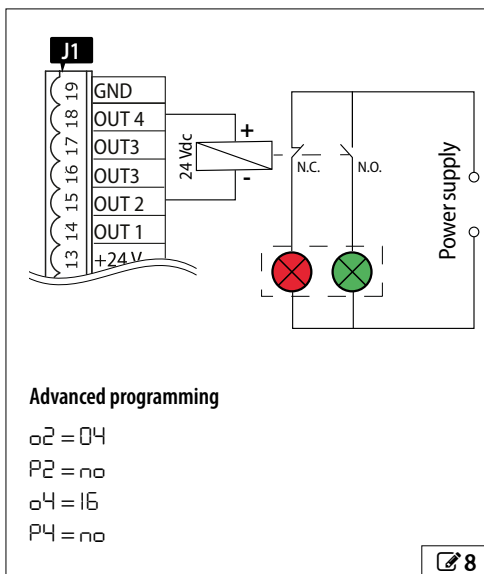 J1
19 GND
18 OUT 4
17 OUT3
16 OUT3
15 OUT 2
14 OUT 1
13 +24 V
24 Vdc
+
-
N.C.
N.O.
Power supply
Advanced programming
o2 = 04
P2 = no
o4 = 16
P4 = no
8